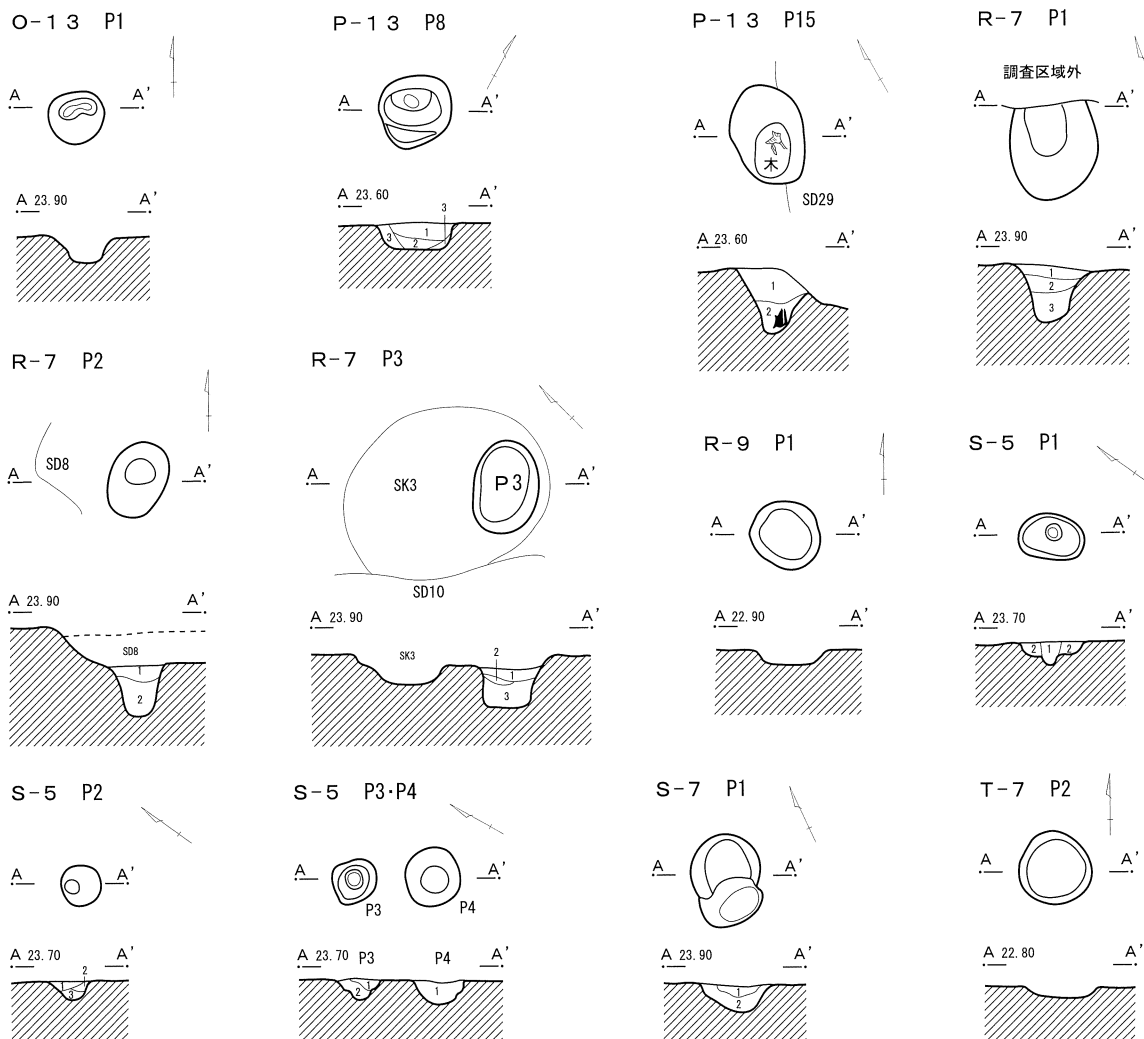 O-13 P1
A A'
A 23.90 A'
P-13 P8
A A'
A 23.60 A'
3
1
3 2
P-13 P15
A A'
木
SD29
A 23.60 A'
1
2
R-7 P1
調査区域外
A A'
A 23.90 A'
1
2
3
R-7 P2
SD8
A A'
A 23.90 A'
SD8
1
2
R-7 P3
A A'
SK3 P3
SD10
A 23.90 A'
2
SK3 1
3
R-9 P1
A A'
A 22.90 A'
S-5 P1
A A'
A 23.70 A'
2 1 2
S-5 P2
A A'
A 23.70 A'
2
1
3
S-5 P3・P4
A A'
P3 P4
A 23.70 P3 P4 A'
1
2 1
S-7 P1
A A'
A 23.90 A'
1
2
T-7 P2
A A'
A 22.80 A'